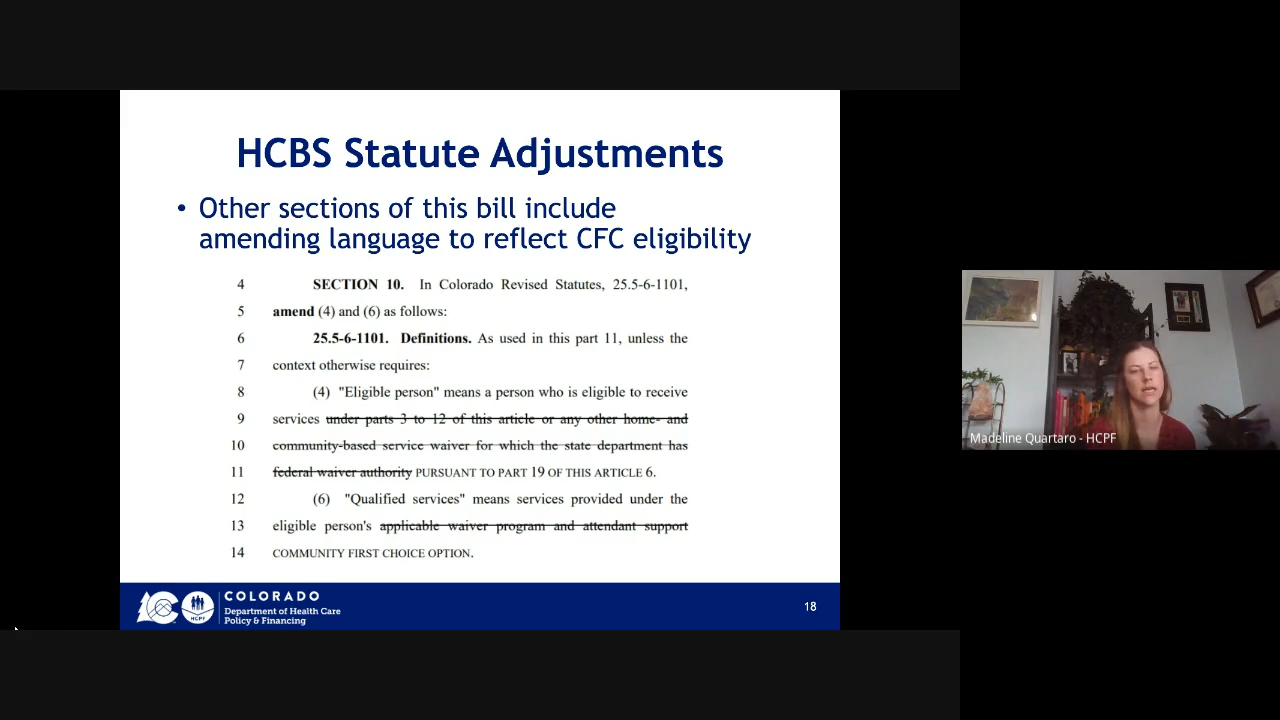 HCBS Statute Adjustments
• Other sections of this bill include
amending language to reflect CFC eligibility
4 SECTION 10. In Colorado Revised Statutes, 25.5-6-1101,
5 amend (4) and (6) as follows:
6 25.5-6-1101. Definitions. As used in this part 11, unless the
7 context otherwise requires:
8 (4) "Eligible person" means a person who is eligible to receive
9 services under parts 3 to 12 of this article or any other home- and
10 community-based service waiver for which the state department has
11 federal waiver authority PURSUANT TO PART 19 OF THIS ARTICLE 6.
12 (6) "Qualified services" means services provided under the
13 eligible person's applicable waiver program and attendant support
14 COMMUNITY FIRST CHOICE OPTION.
HCPF
COLORADO
Department of Health Care
Policy & Financing
18
Madeline Quartaro - HCPF